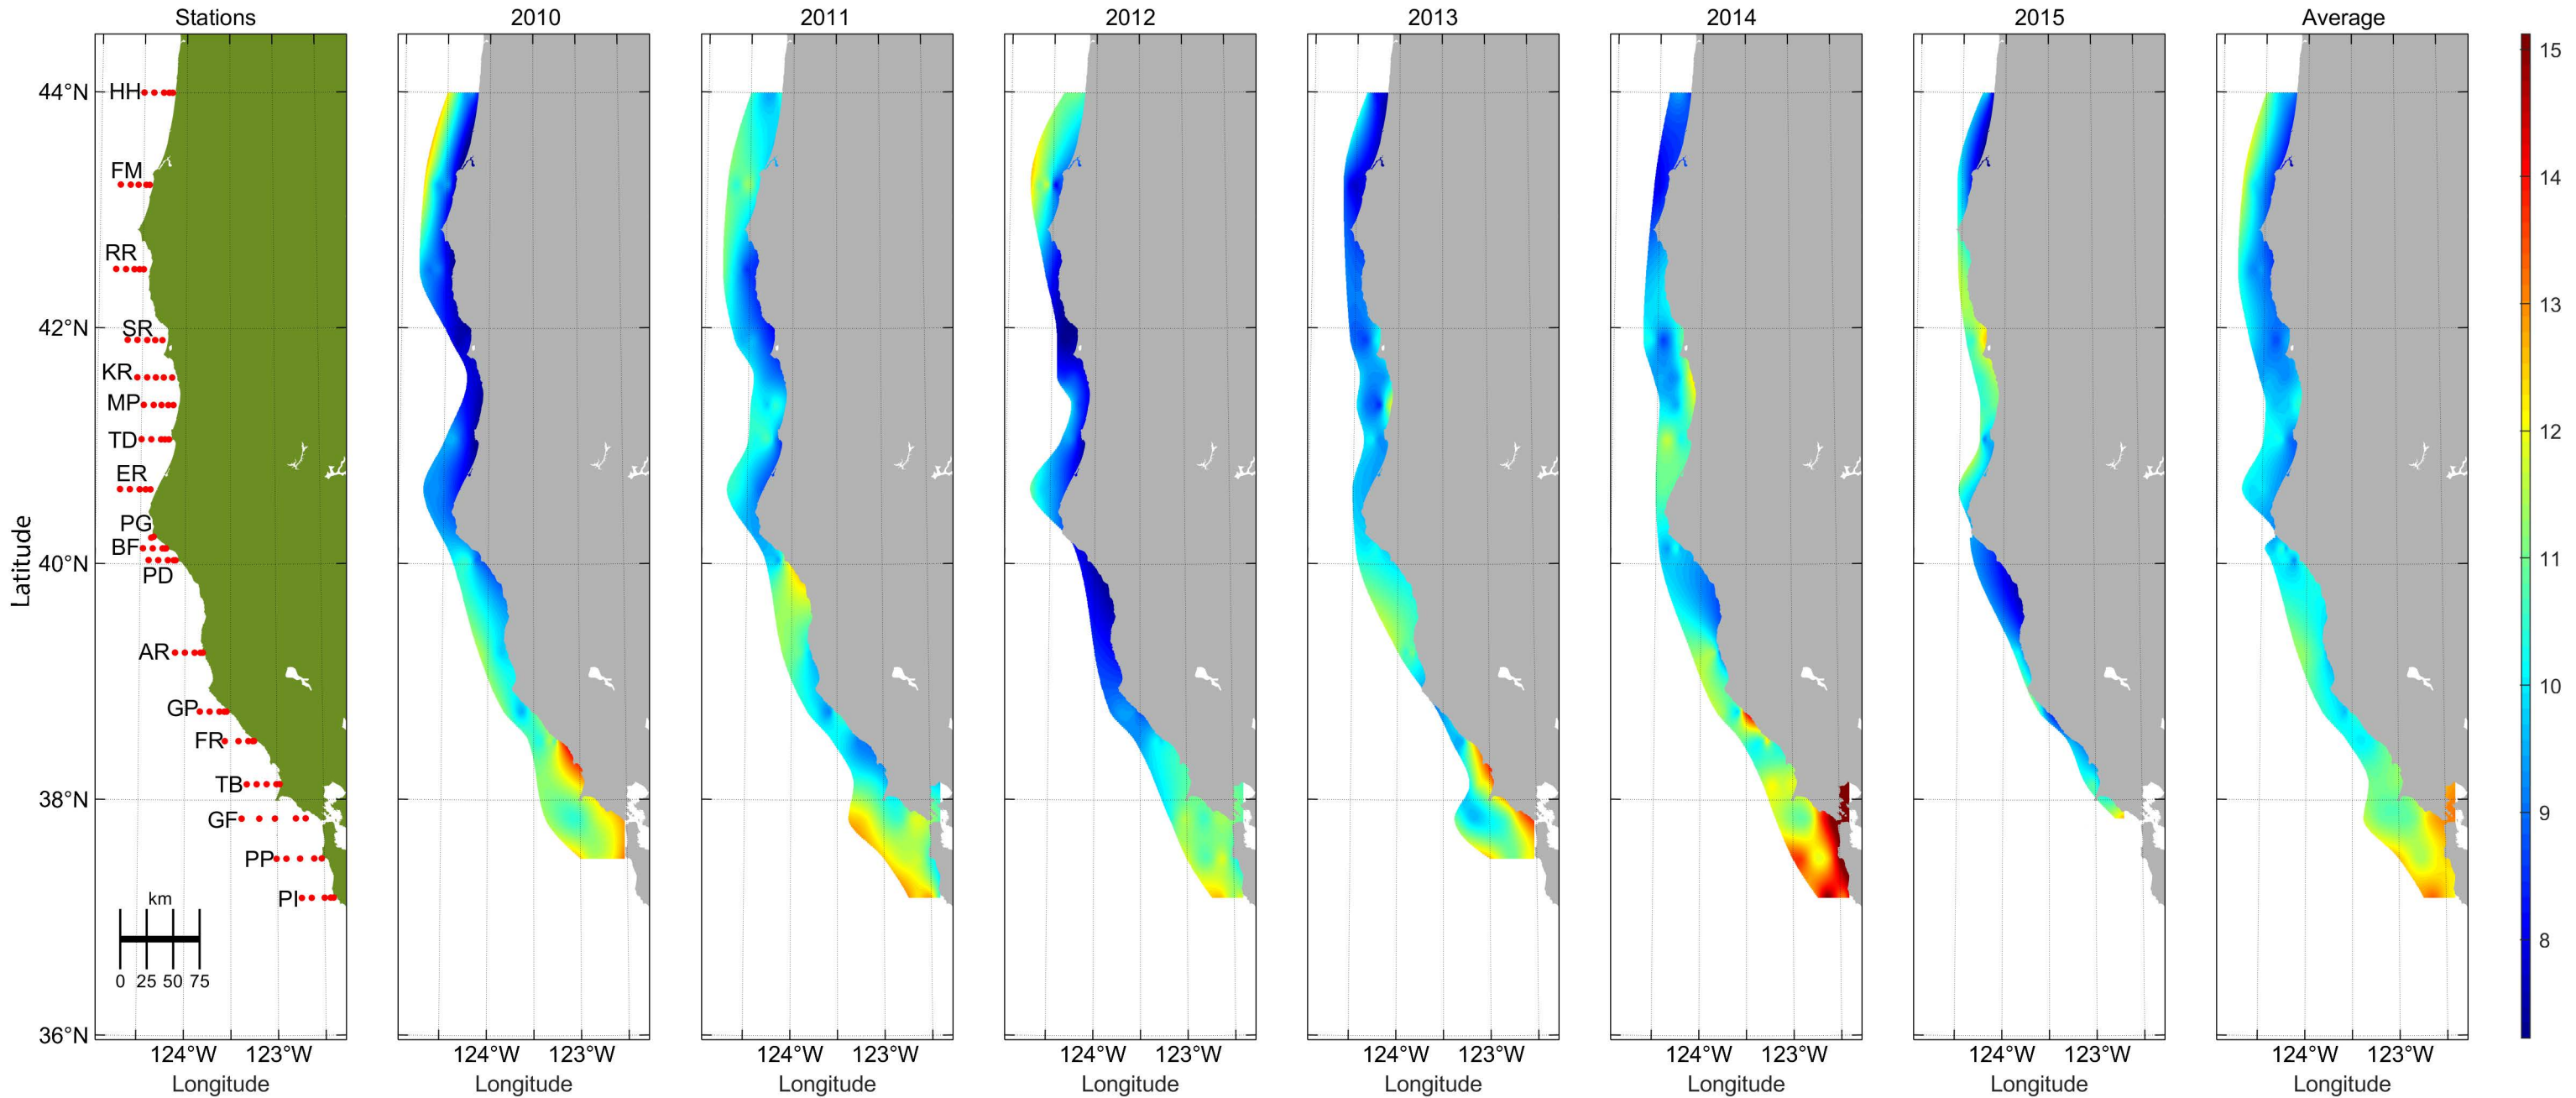 Stations 2010 2011 2012 2013 2014 2015 Average
15
44°N
HH
14
FM
RR
13
42°N
SR
KR
MP
12
TD
ER
PG
BF
40°N
11
PD
AR
10
GP
FR
TB
38°N
GF
9
PP
PI
km
8
0 25 50 75
36°N
Latitude
124°W 123°W 124°W 123°W 124°W 123°W 124°W 123°W 124°W 123°W 124°W 123°W 124°W 123°W 124°W 123°W
Longitude Longitude Longitude Longitude Longitude Longitude Longitude Longitude